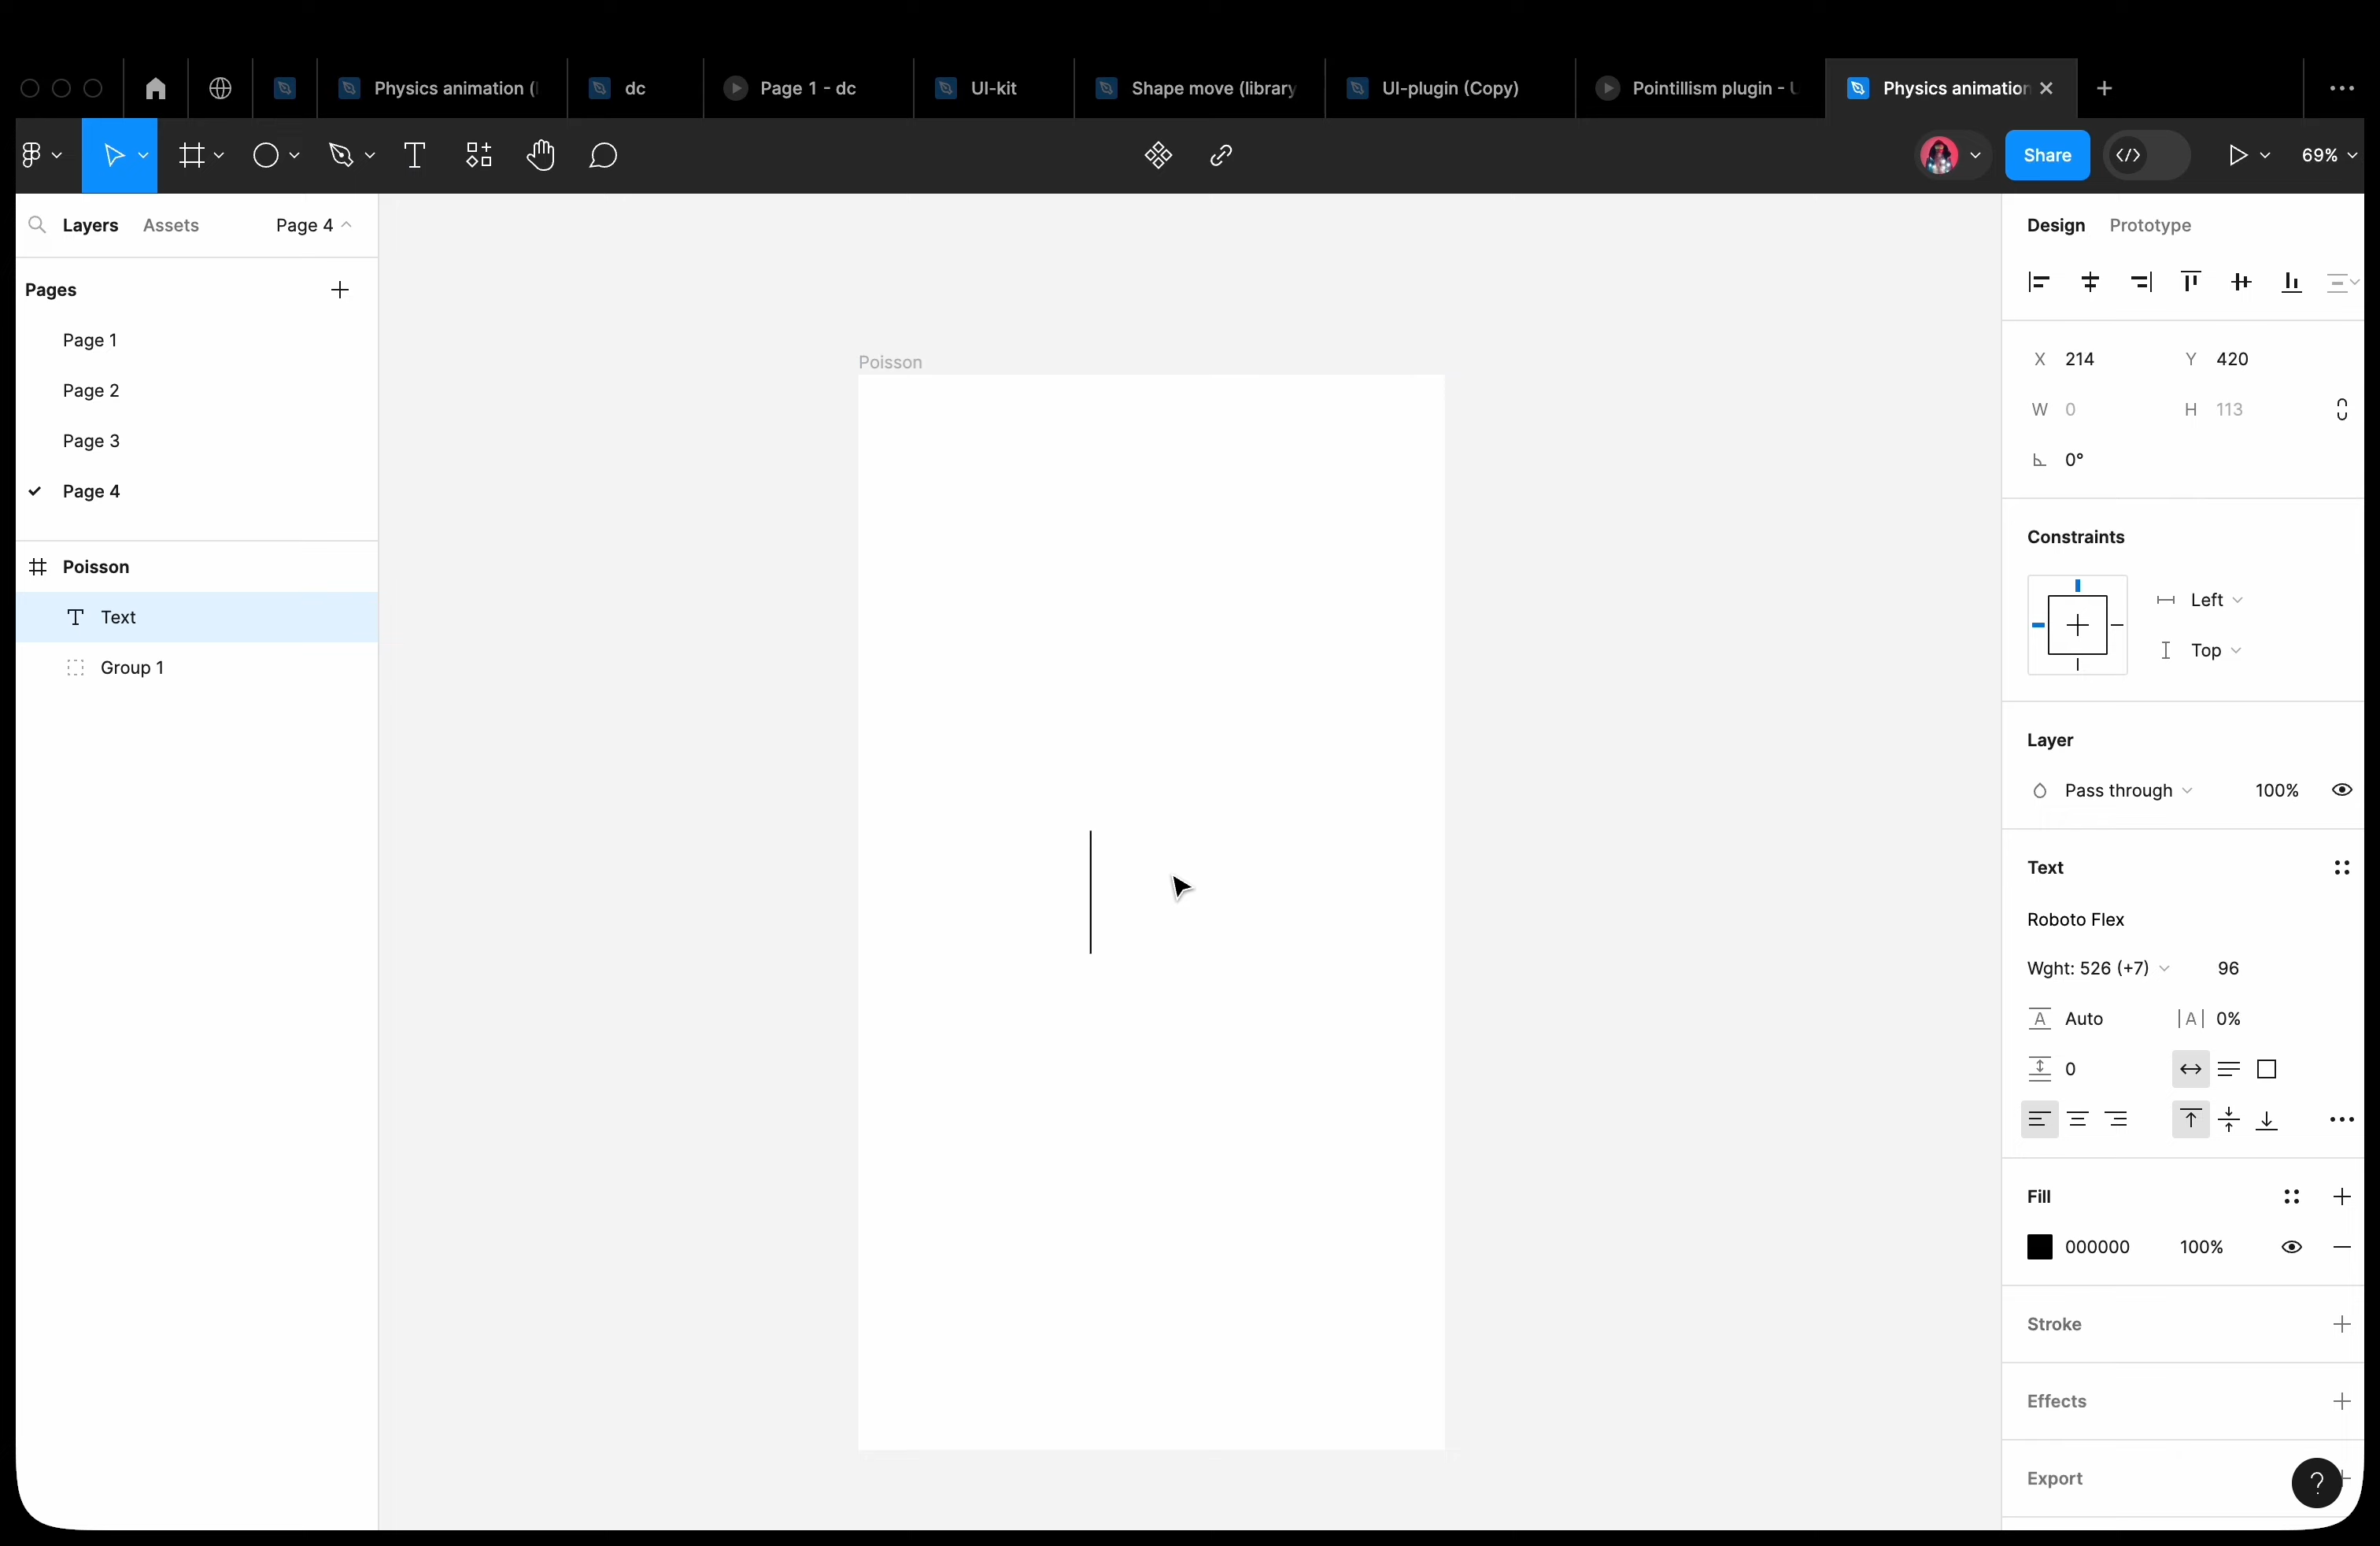 Physics animation (
dc
Page 1 - dc
UI-kit
Shape move (library
UI-plugin (Copy)
Pointillism plugin - U
Physics animation
Share
69%
Layers
Assets
Page 4
Design
Prototype
Pages
Page 1
Page 2
Page 3
Page 4
Poisson
Text
Group 1
Poisson
X 214
Y 420
W 0
H 113
0°
Constraints
Left
Top
Layer
Pass through
100%
Text
Roboto Flex
Wght: 526 (+7)
96
A Auto
|A| 0%
0
Fill
000000
100%
Stroke
Effects
Export
?